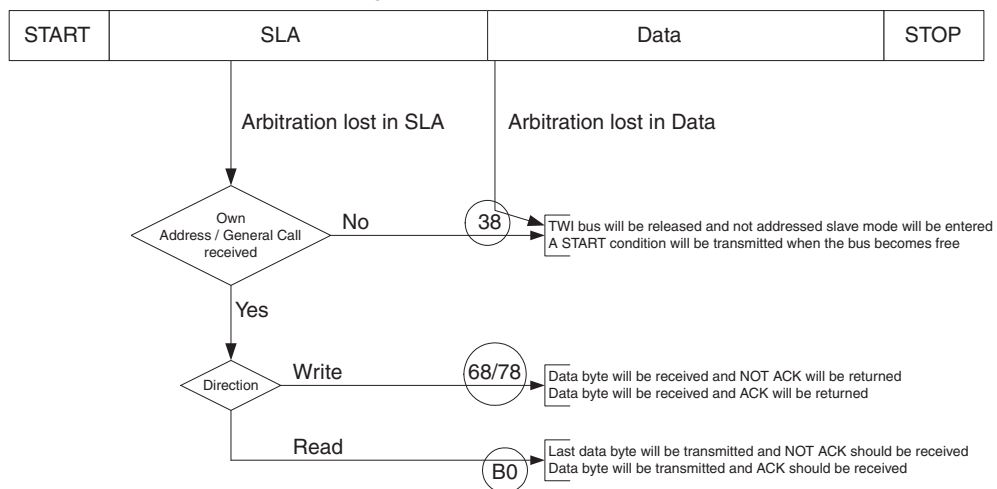 START SLA Data STOP
Arbitration lost in SLA Arbitration lost in Data
Own
Address / General Call
received
No
38
TWI bus will be released and not addressed slave mode will be entered
A START condition will be transmitted when the bus becomes free
Yes
Direction
Write
68/78
Data byte will be received and NOT ACK will be returned
Data byte will be received and ACK will be returned
Read
B0
Last data byte will be transmitted and NOT ACK should be received
Data byte will be transmitted and ACK should be received